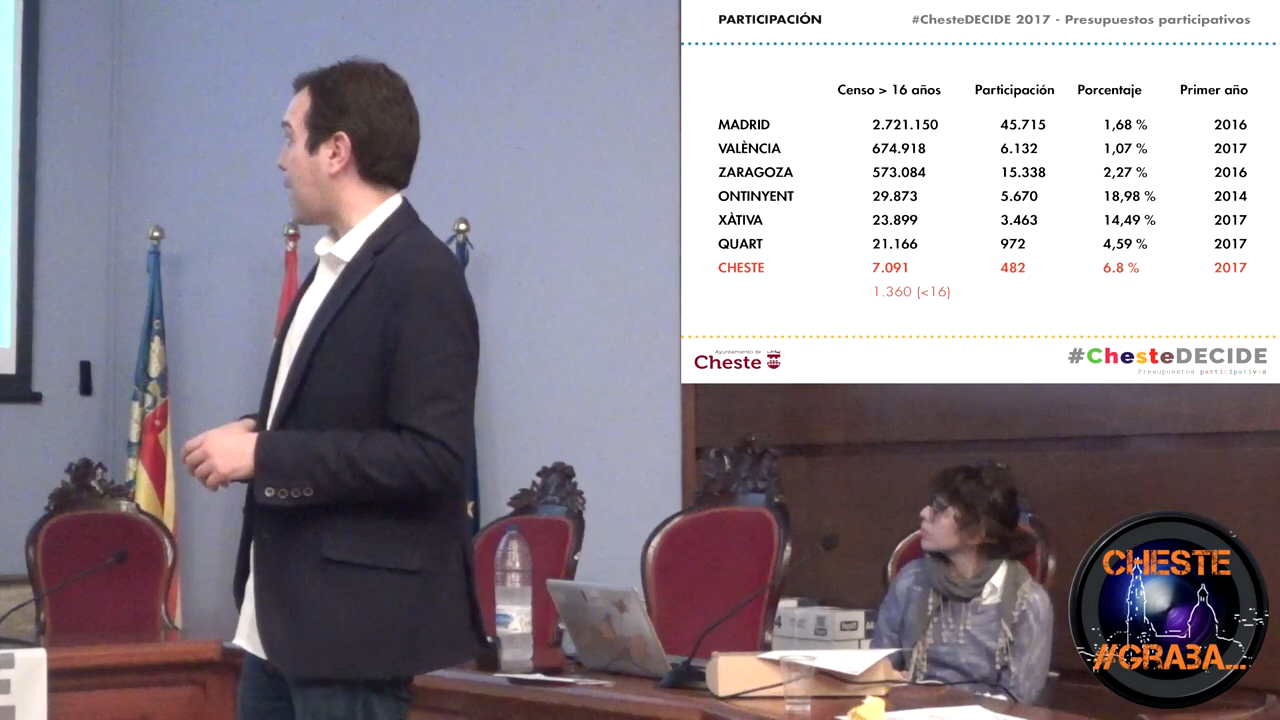 PARTICIPACIÓN #ChesteDECIDE 2017 - Presupuestos participativos
Censo > 16 años Participación Porcentaje Primer año
MADRID 2.721.150 45.715 1,68 % 2016
VALÈNCIA 674.918 6.132 1,07 % 2017
ZARAGOZA 573.084 15.338 2,27 % 2016
ONTINYENT 29.873 5.670 18,98 % 2014
XÀTIVA 23.899 3.463 14,49 % 2017
QUART 21.166 972 4,59 % 2017
CHESTE 7.091 482 6.8 % 2017
1.360 (<16)
Ayuntamiento de
Cheste
#ChesteDECIDE
Presupuestos participativos
CHESTE
#GRABA...